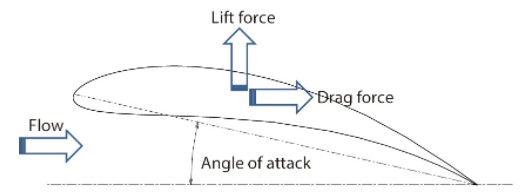 Lift force
Drag force
Flow
Angle of attack